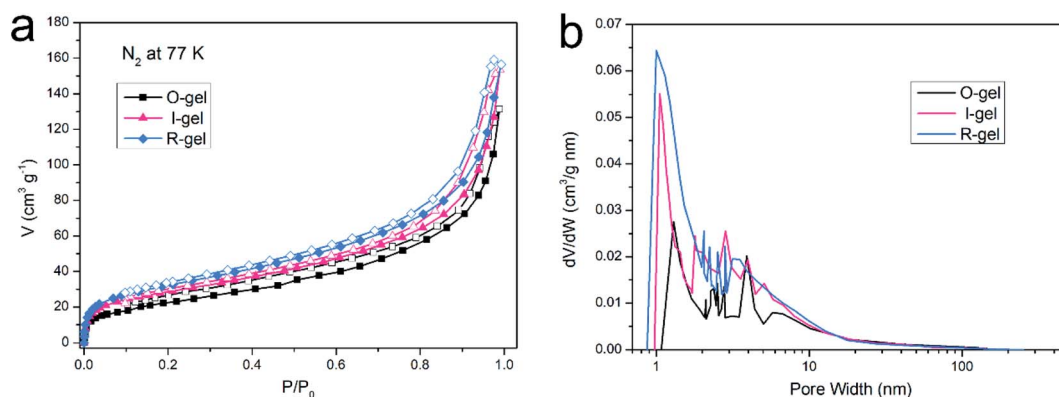 a
N₂ at 77 K
O-gel
I-gel
R-gel
V (cm³ g⁻¹)
180
160
140
120
100
80
60
40
20
0
0.0 0.2 0.4 0.6 0.8 1.0
P/P₀
b
O-gel
I-gel
R-gel
dV/dW (cm³/g nm)
0.07
0.06
0.05
0.04
0.03
0.02
0.01
0.00
1 10 100
Pore Width (nm)